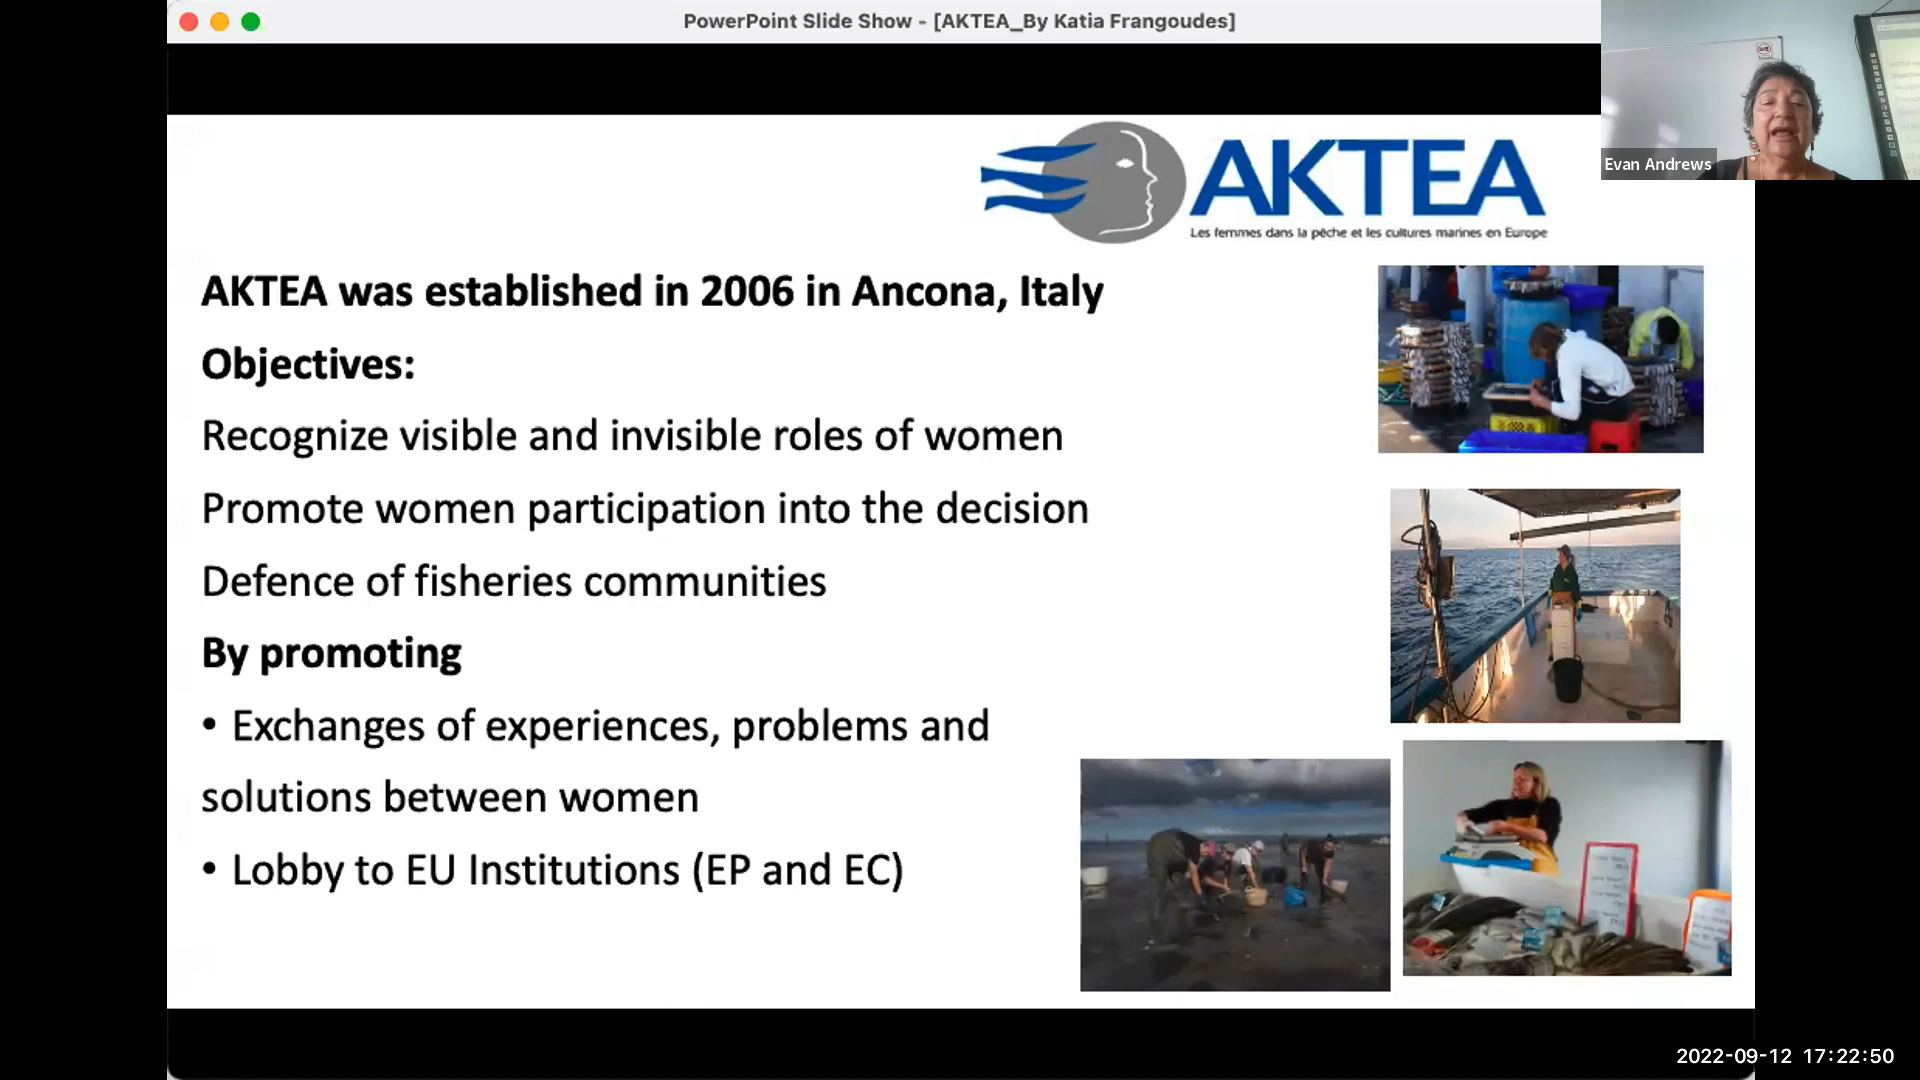 PowerPoint Slide Show - [AKTEA_By Katia Frangoudes]
Evan Andrews
AKTEA
Les femmes dans la pêche et les cultures marines en Europe
AKTEA was established in 2006 in Ancona, Italy
Objectives:
Recognize visible and invisible roles of women
Promote women participation into the decision
Defence of fisheries communities
By promoting
• Exchanges of experiences, problems and
solutions between women
• Lobby to EU Institutions (EP and EC)
2022-09-12 17:22:50